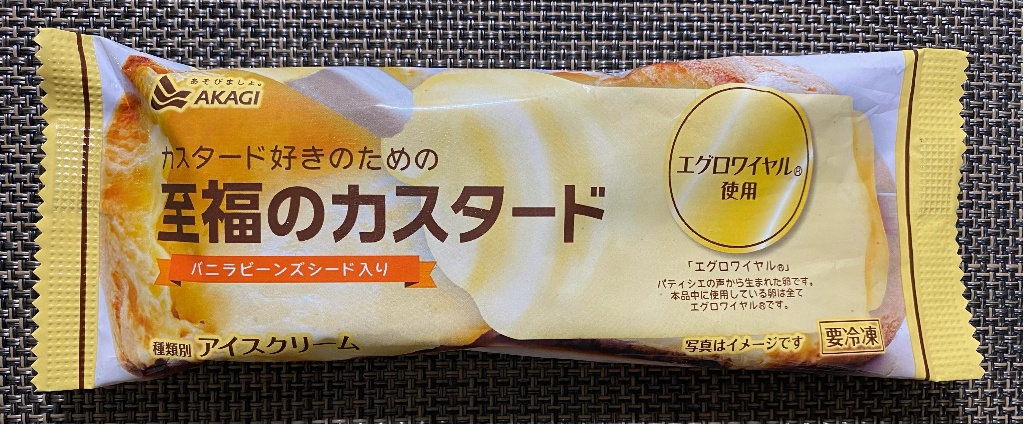 あそびましょ。
AKAGI
カスタード好きのための
至福のカスタード
バニラビーンズシード入り
種類別 アイスクリーム
エグロワイヤル®
使用
「エグロワイヤル®」
パティシエの声から生まれた卵です。
本品中に使用している卵は全て
エグロワイヤル®です。
写真はイメージです
要冷凍